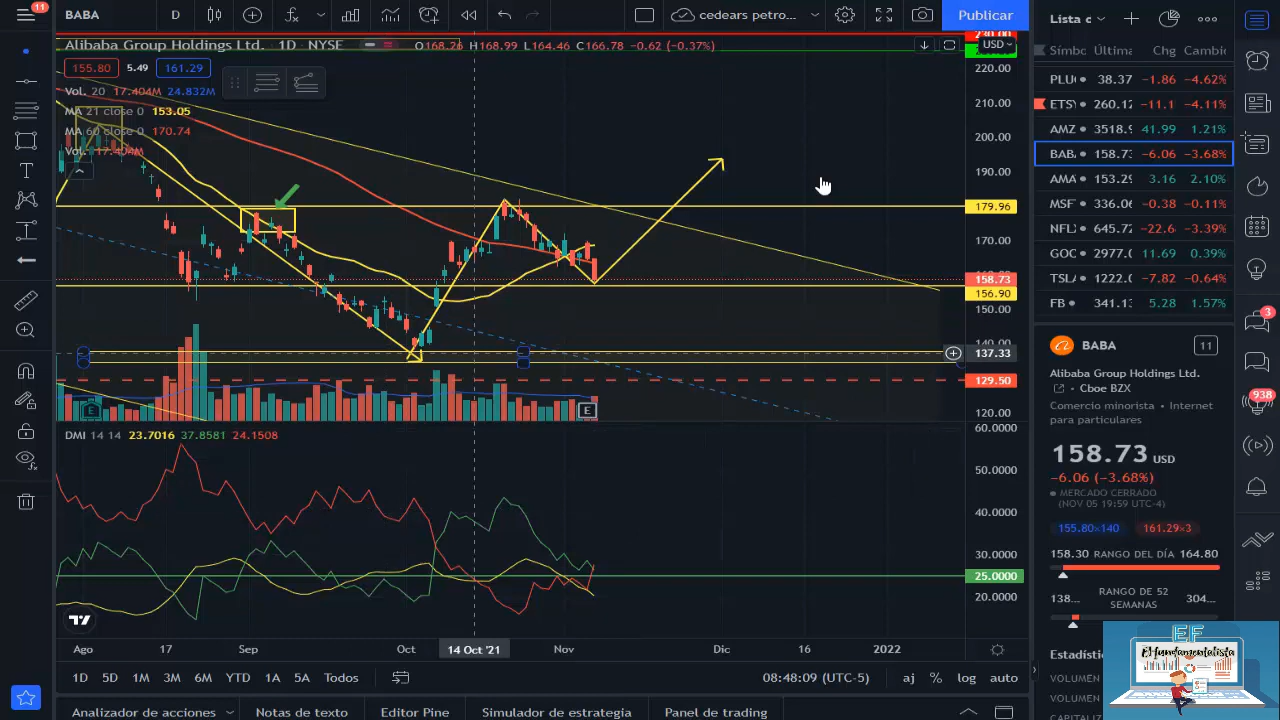 11
BABA
D
cedears petro...
Publicar
Alibaba Group Holdings Ltd. · 1D · NYSE
O168.26 H168.99 L164.46 C166.78 -0.62 (-0.37%)
155.80
5.49
161.29
Vol. 20 17.404M 24.832M
MA 21 close 0 153.05
MA 60 close 0 170.74
Vol. 17.404M
230.00
USD
220.00
210.00
200.00
190.00
179.96
170.00
158.73
156.90
150.00
137.33
129.50
120.00
E
E
DMI 14 14 23.7016 37.8581 24.1508
60.0000
50.0000
40.0000
30.0000
25.0000
20.0000
Ago
17
Sep
Oct
14 Oct '21
Nov
Dic
16
2022
1D
5D
1M
3M
6M
YTD
1A
5A
Todos
08:48:09 (UTC-5)
aj
%
log
auto
Analizador de acciones
Notas de texto
Editor Pine
Simulador de estrategia
Panel de trading
Lista c
Símbo
Última
Chg
Cambi
PLU 38.37 -1.86 -4.62%
ETS 260.12 -11.1 -4.11%
AMZ 3518.9 41.99 1.21%
BAB 158.73 -6.06 -3.68%
AMA 153.29 3.16 2.10%
MSF 336.06 -0.38 -0.11%
NFL 645.72 -22.6 -3.39%
GOO 2977.0 11.69 0.39%
TSL 1222.0 -7.82 -0.64%
FB 341.13 5.28 1.57%
BABA
11
Alibaba Group Holdings Ltd.
Cboe BZX
Comercio minorista • Internet
para particulares
158.73 USD
-6.06 (-3.68%)
MERCADO CERRADO
(NOV 05 19:59 UTC-4)
155.80×140
161.29×3
158.30 RANGO DEL DÍA 164.80
138... RANGO DE 52 SEMANAS 304...
Estadíst
VOLUMEN
VOLUMEN
3
938
EF
El fundamentalista